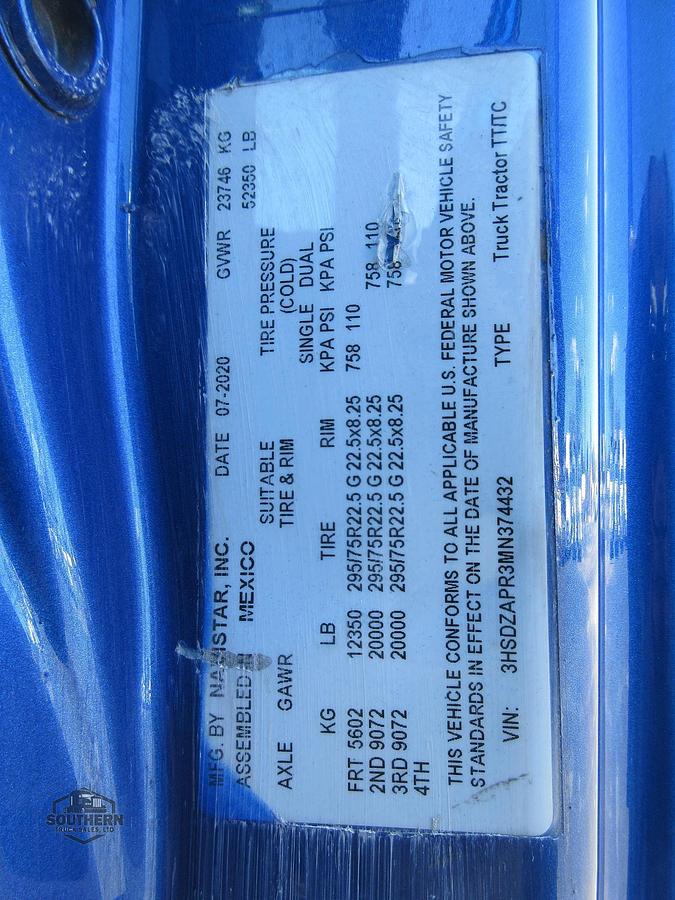 MFG. BY NAVISTAR, INC. DATE 07-2020 GVWR 23746 KG
ASSEMBLED IN MEXICO 52350 LB
SUITABLE TIRE PRESSURE
AXLE GAWR TIRE & RIM (COLD)
SINGLE DUAL
KG LB TIRE RIM KPA PSI KPA PSI
FRT 5602 12350 295/75R22.5 G 22.5x8.25 758 110
2ND 9072 20000 295/75R22.5 G 22.5x8.25 758 110
3RD 9072 20000 295/75R22.5 G 22.5x8.25 758
4TH
THIS VEHICLE CONFORMS TO ALL APPLICABLE U.S. FEDERAL MOTOR VEHICLE SAFETY
STANDARDS IN EFFECT ON THE DATE OF MANUFACTURE SHOWN ABOVE.
VIN: 3HSDZAPR3MN374432 TYPE Truck Tractor TT/TC
SOUTHERN
TRUCK SALES, LTD